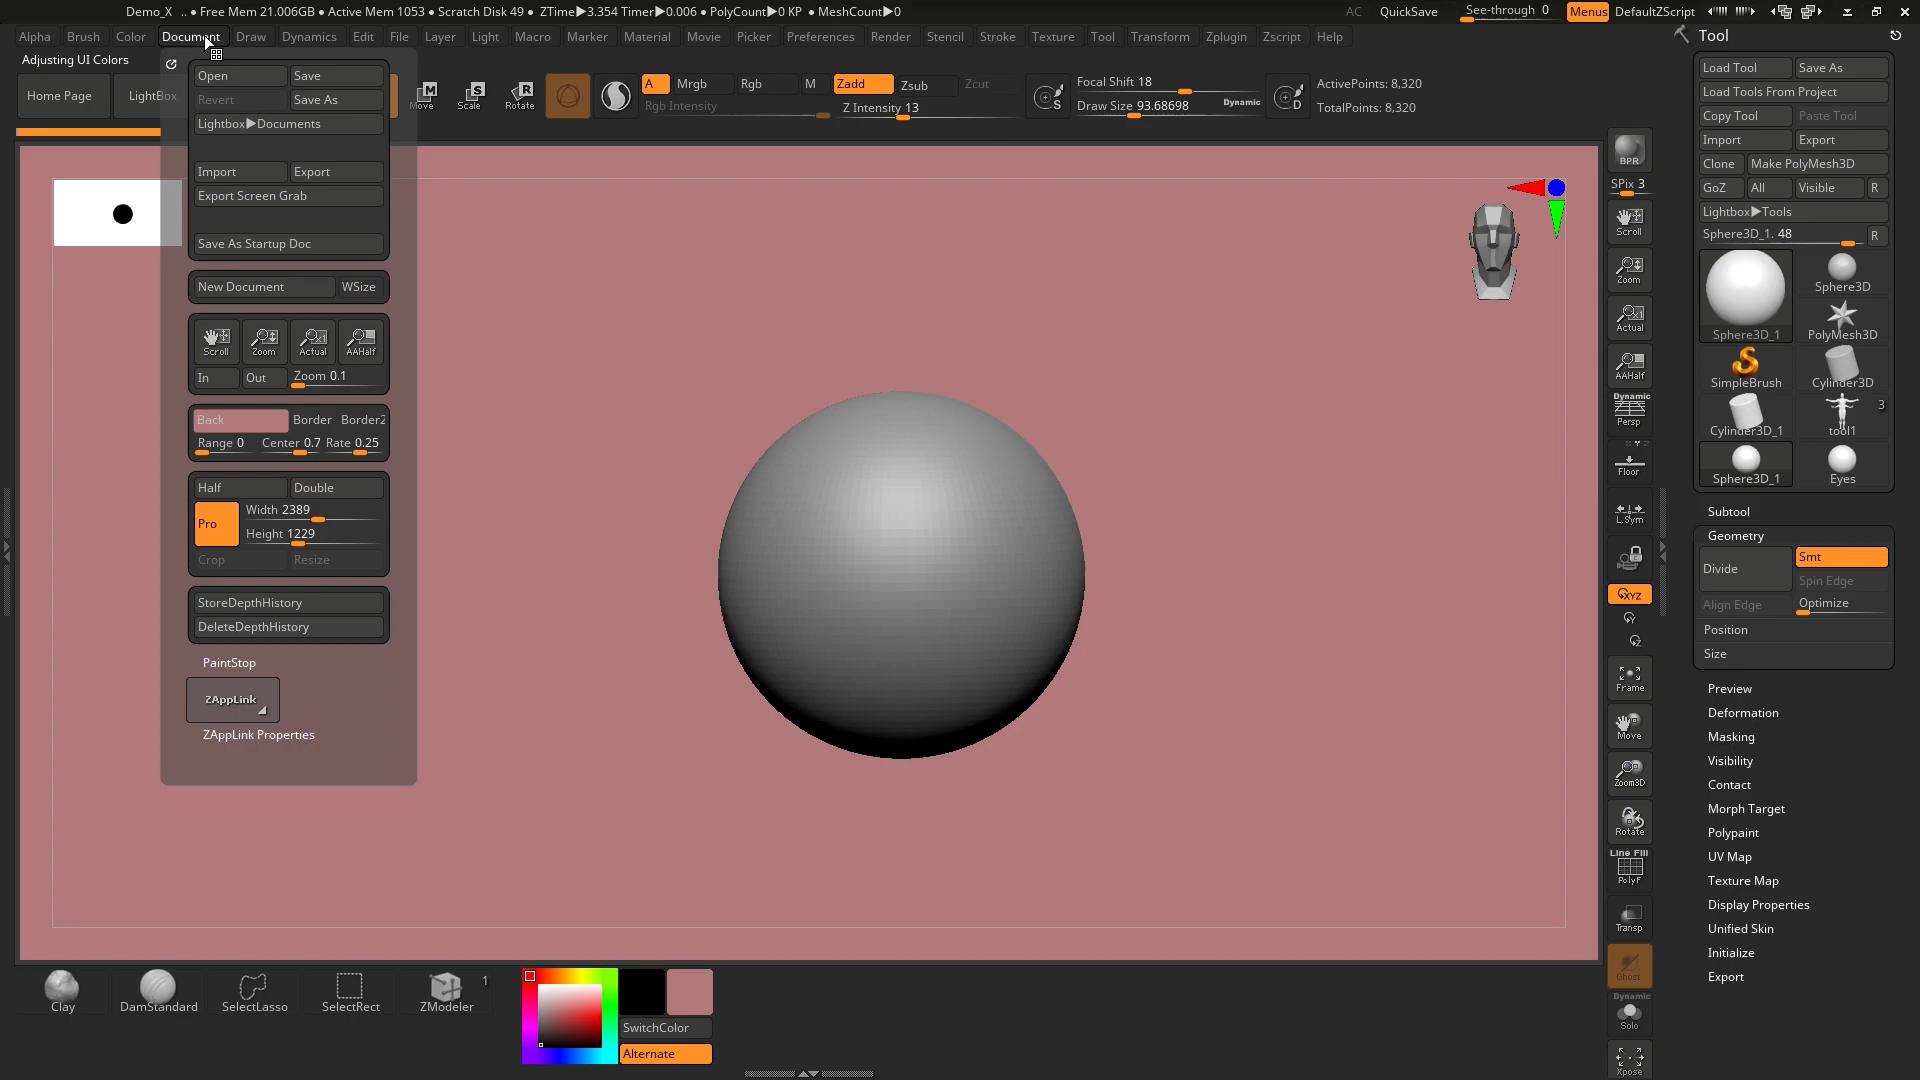 Demo_X .. ● Free Mem 21.006GB ● Active Mem 1053 ● Scratch Disk 49 ● ZTime▶3.354 Timer▶0.006 ● PolyCount▶0 KP ● MeshCount▶0 AC QuickSave See-through 0 Menus DefaultZScript
Alpha Brush Color Document Draw Dynamics Edit File Layer Light Macro Marker Material Movie Picker Preferences Render Stencil Stroke Texture Tool Transform Zplugin Zscript Help
Adjusting UI Colors
Home Page LightBox
Move Scale Rotate
A Mrgb Rgb M Zadd Zsub Zcut
Rgb Intensity Z Intensity 13
S Focal Shift 18
Draw Size 93.68698 Dynamic D
ActivePoints: 8,320
TotalPoints: 8,320
Open Save
Revert Save As
Lightbox▶Documents
Import Export
Export Screen Grab
Save As Startup Doc
New Document WSize
Scroll Zoom Actual AAHalf
In Out Zoom 0.1
Back Border Border2
Range 0 Center 0.7 Rate 0.25
Half Double
Pro Width 2389
Height 1229
Crop Resize
StoreDepthHistory
DeleteDepthHistory
PaintStop
ZAppLink
ZAppLink Properties
BPR
SPix 3
Scroll
Zoom
Actual
AAHalf
Dynamic
Persp
Floor
L.Sym
XYZ
Y
Z
Frame
Move
Zoom3D
Rotate
Line Fill
PolyF
Transp
Ghost
Dynamic
Solo
Xpose
Tool
Load Tool Save As
Load Tools From Project
Copy Tool Paste Tool
Import Export
Clone Make PolyMesh3D
GoZ All Visible R
Lightbox▶Tools
Sphere3D_1. 48 R
Sphere3D_1 Sphere3D
PolyMesh3D
SimpleBrush Cylinder3D
Cylinder3D_1 tool1 3
Sphere3D_1 Eyes
Subtool
Geometry
Divide Smt
Spin Edge
Align Edge Optimize
Position
Size
Preview
Deformation
Masking
Visibility
Contact
Morph Target
Polypaint
UV Map
Texture Map
Display Properties
Unified Skin
Initialize
Export
Clay DamStandard SelectLasso SelectRect ZModeler 1
SwitchColor
Alternate